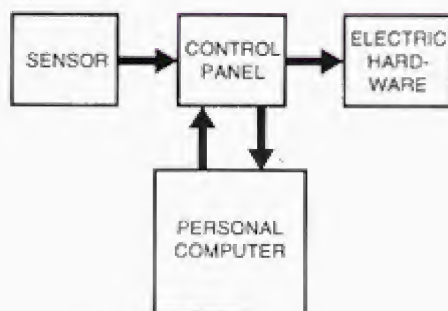 SENSOR
CONTROL
PANEL
ELECTRIC
HARD-
WARE
PERSONAL
COMPUTER